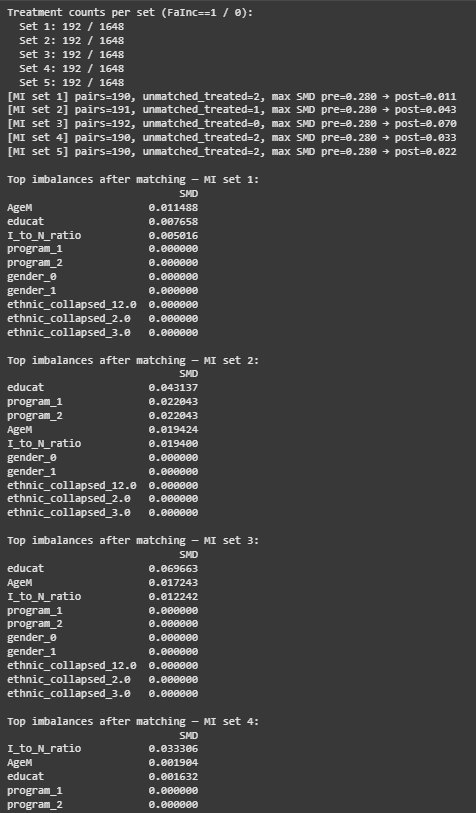 Treatment counts per set (FaInc==1 / 0):
Set 1: 192 / 1648
Set 2: 192 / 1648
Set 3: 192 / 1648
Set 4: 192 / 1648
Set 5: 192 / 1648
[MI set 1] pairs=190, unmatched_treated=2, max SMD pre=0.280 → post=0.011
[MI set 2] pairs=191, unmatched_treated=1, max SMD pre=0.280 → post=0.043
[MI set 3] pairs=192, unmatched_treated=0, max SMD pre=0.280 → post=0.070
[MI set 4] pairs=190, unmatched_treated=2, max SMD pre=0.280 → post=0.033
[MI set 5] pairs=190, unmatched_treated=2, max SMD pre=0.280 → post=0.022
Top imbalances after matching — MI set 1:
SMD
AgeM 0.011488
educat 0.007658
I_to_N_ratio 0.005016
program_1 0.000000
program_2 0.000000
gender_0 0.000000
gender_1 0.000000
ethnic_collapsed_12.0 0.000000
ethnic_collapsed_2.0 0.000000
ethnic_collapsed_3.0 0.000000
Top imbalances after matching — MI set 2:
SMD
educat 0.043137
program_1 0.022043
program_2 0.022043
AgeM 0.019424
I_to_N_ratio 0.019400
gender_0 0.000000
gender_1 0.000000
ethnic_collapsed_12.0 0.000000
ethnic_collapsed_2.0 0.000000
ethnic_collapsed_3.0 0.000000
Top imbalances after matching — MI set 3:
SMD
educat 0.069663
AgeM 0.017243
I_to_N_ratio 0.012242
program_1 0.000000
program_2 0.000000
gender_0 0.000000
gender_1 0.000000
ethnic_collapsed_12.0 0.000000
ethnic_collapsed_2.0 0.000000
ethnic_collapsed_3.0 0.000000
Top imbalances after matching — MI set 4:
SMD
I_to_N_ratio 0.033306
AgeM 0.001904
educat 0.001632
program_1 0.000000
program_2 0.000000